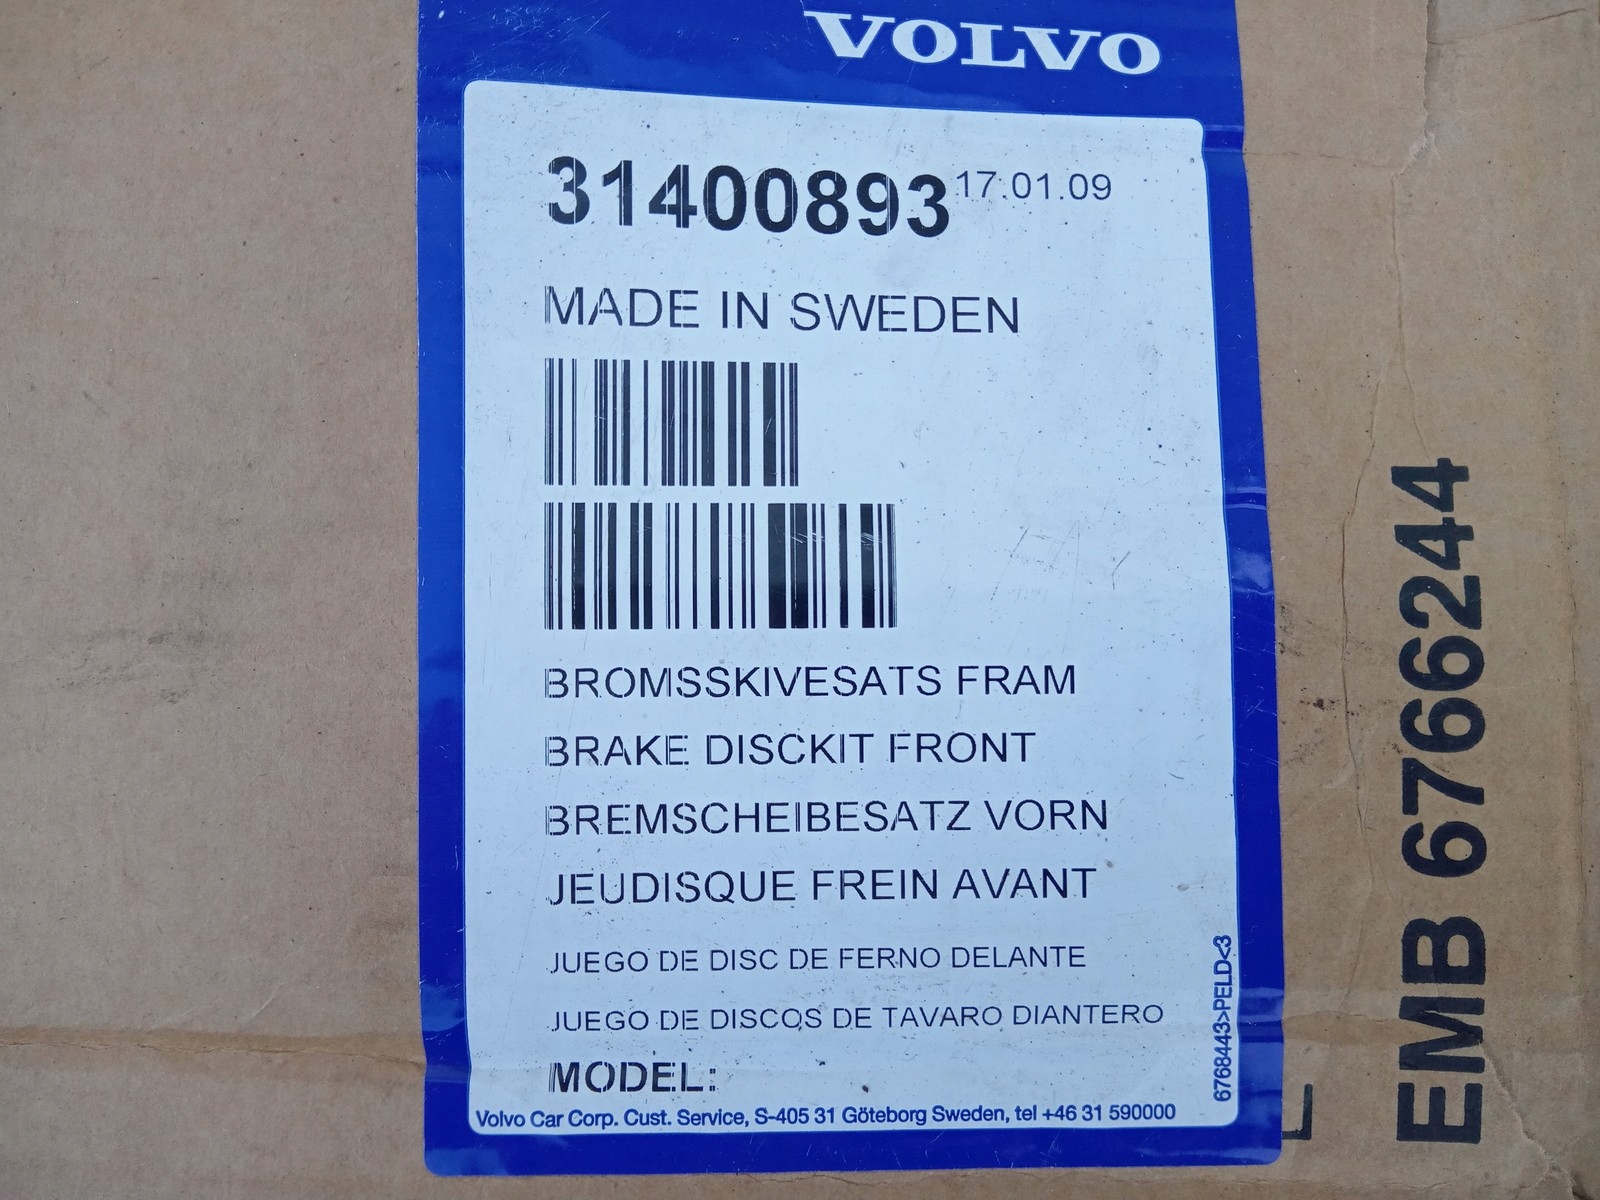 VOLVO
31400893 17.01.09
MADE IN SWEDEN
BROMSSKIVESATS FRAM
BRAKE DISCKIT FRONT
BREMSCHEIBESATZ VORN
JEUDISQUE FREIN AVANT
JUEGO DE DISC DE FERNO DELANTE
JUEGO DE DISCOS DE TAVARO DIANTERO
MODEL:
Volvo Car Corp. Cust. Service, S-405 31 Göteborg Sweden, tel +46 31 590000
6768443>PELD<3
EMB 6766244